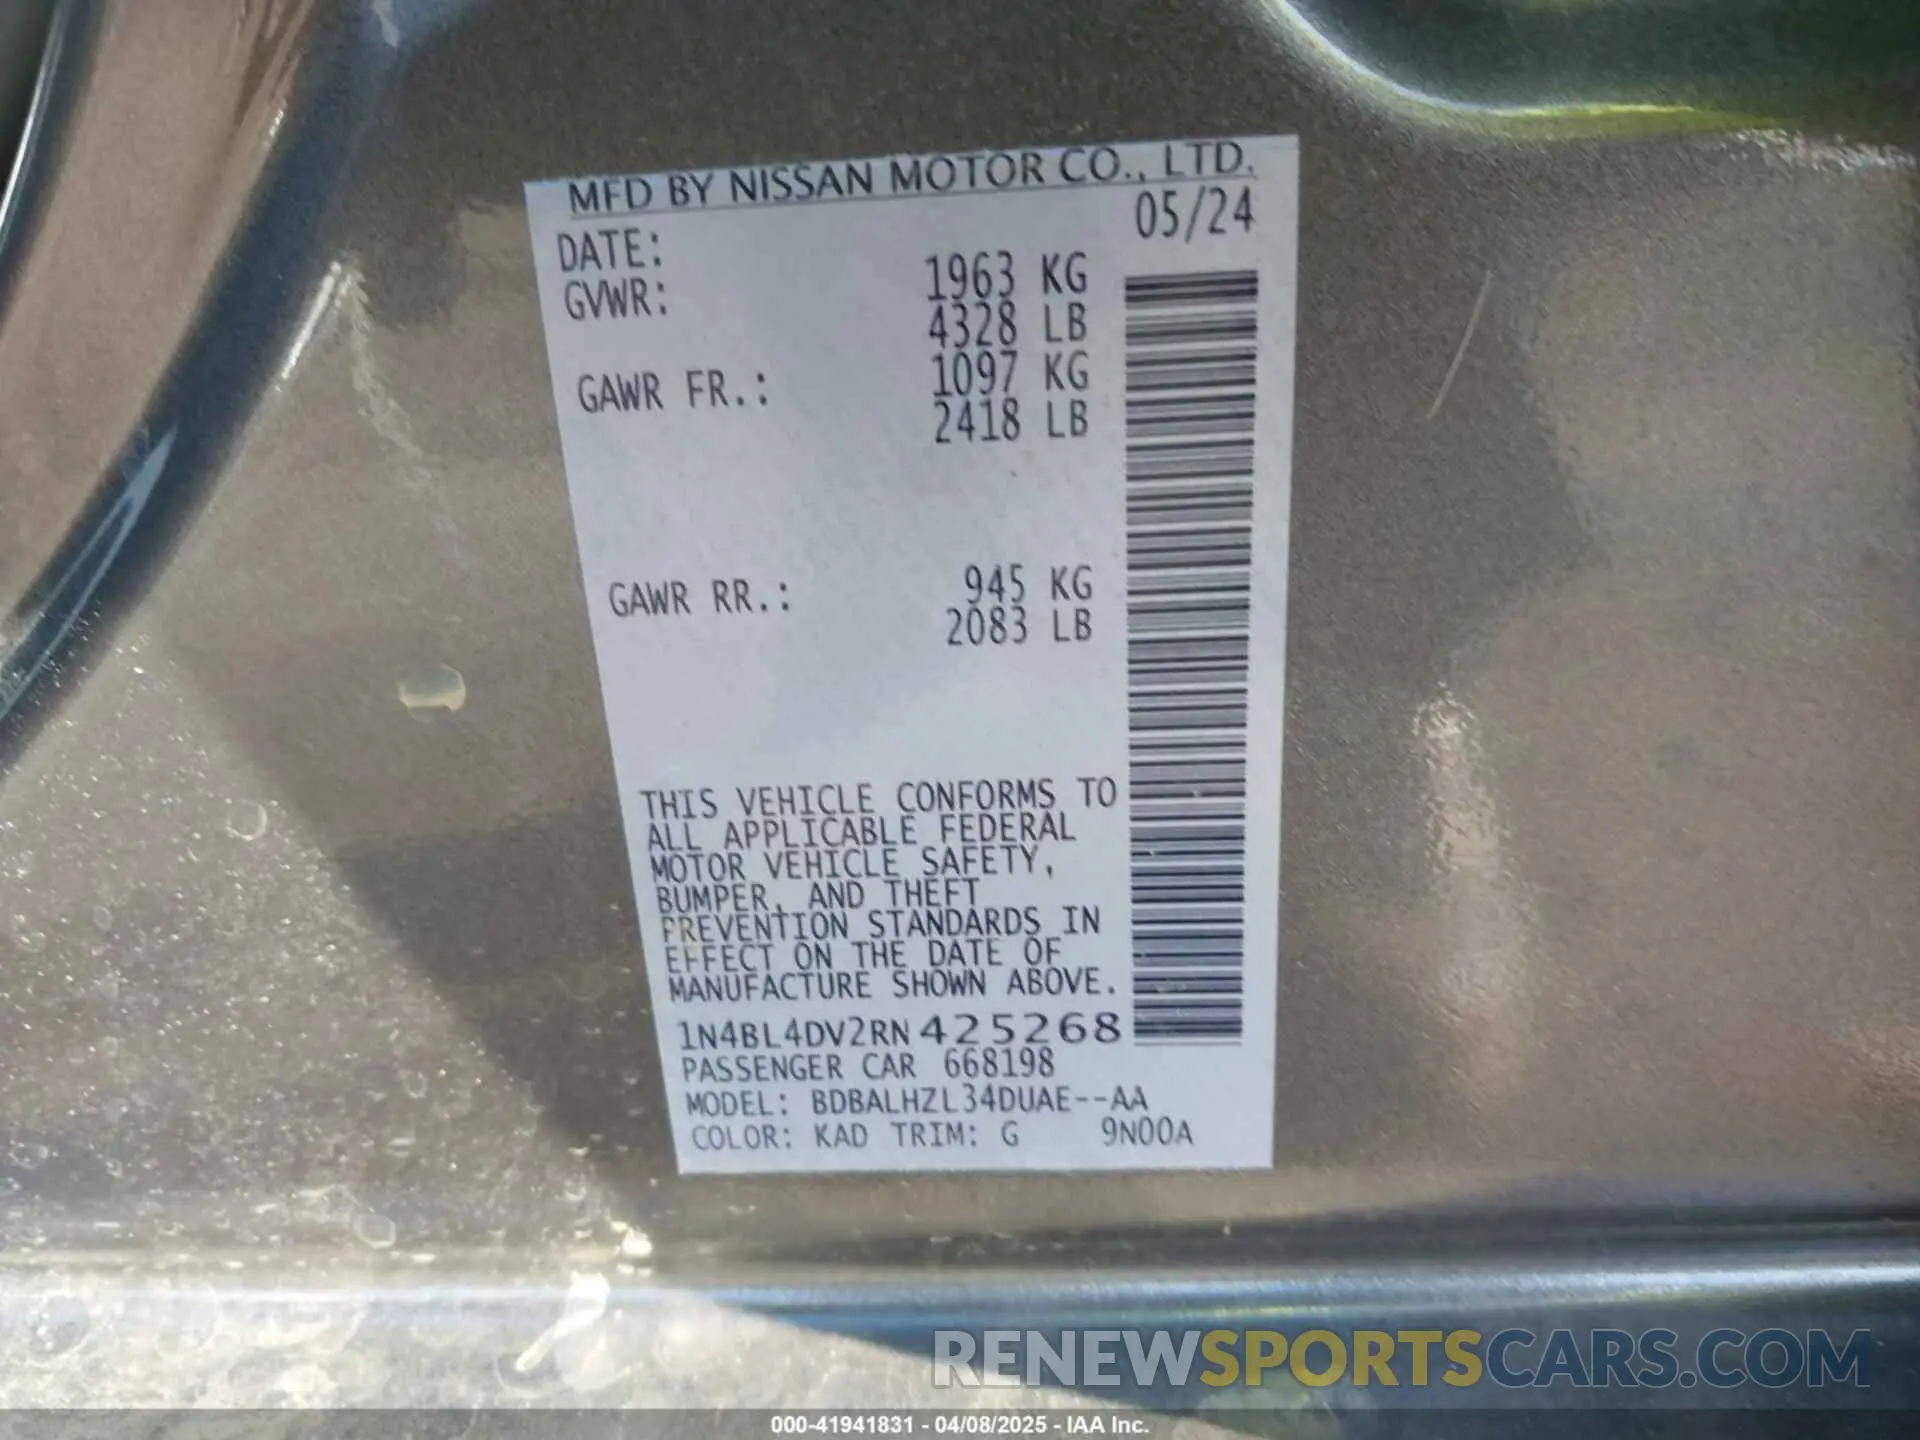 MFD BY NISSAN MOTOR CO., LTD.
DATE: 05/24
GVWR: 1963 KG
4328 LB
GAWR FR.: 1097 KG
2418 LB
GAWR RR.: 945 KG
2083 LB
THIS VEHICLE CONFORMS TO
ALL APPLICABLE FEDERAL
MOTOR VEHICLE SAFETY,
BUMPER, AND THEFT
PREVENTION STANDARDS IN
EFFECT ON THE DATE OF
MANUFACTURE SHOWN ABOVE.
1N4BL4DV2RN425268
PASSENGER CAR 668198
MODEL: BDBALHZL34DUAE--AA
COLOR: KAD TRIM: G 9N00A
RENEWSPORTSCARS.COM
000-41941831 - 04/08/2025 - IAA Inc.